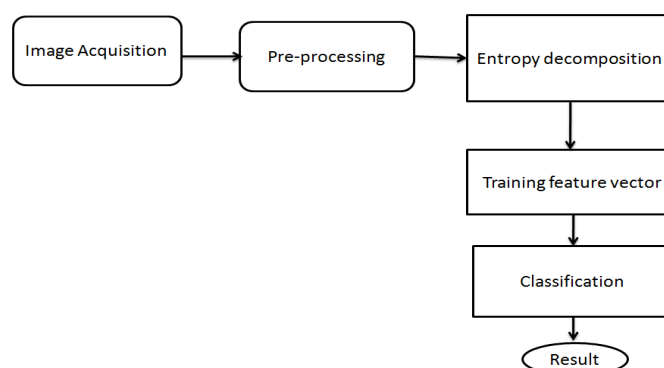 Image Acquisition
Pre-processing
Entropy decomposition
Training feature vector
Classification
Result